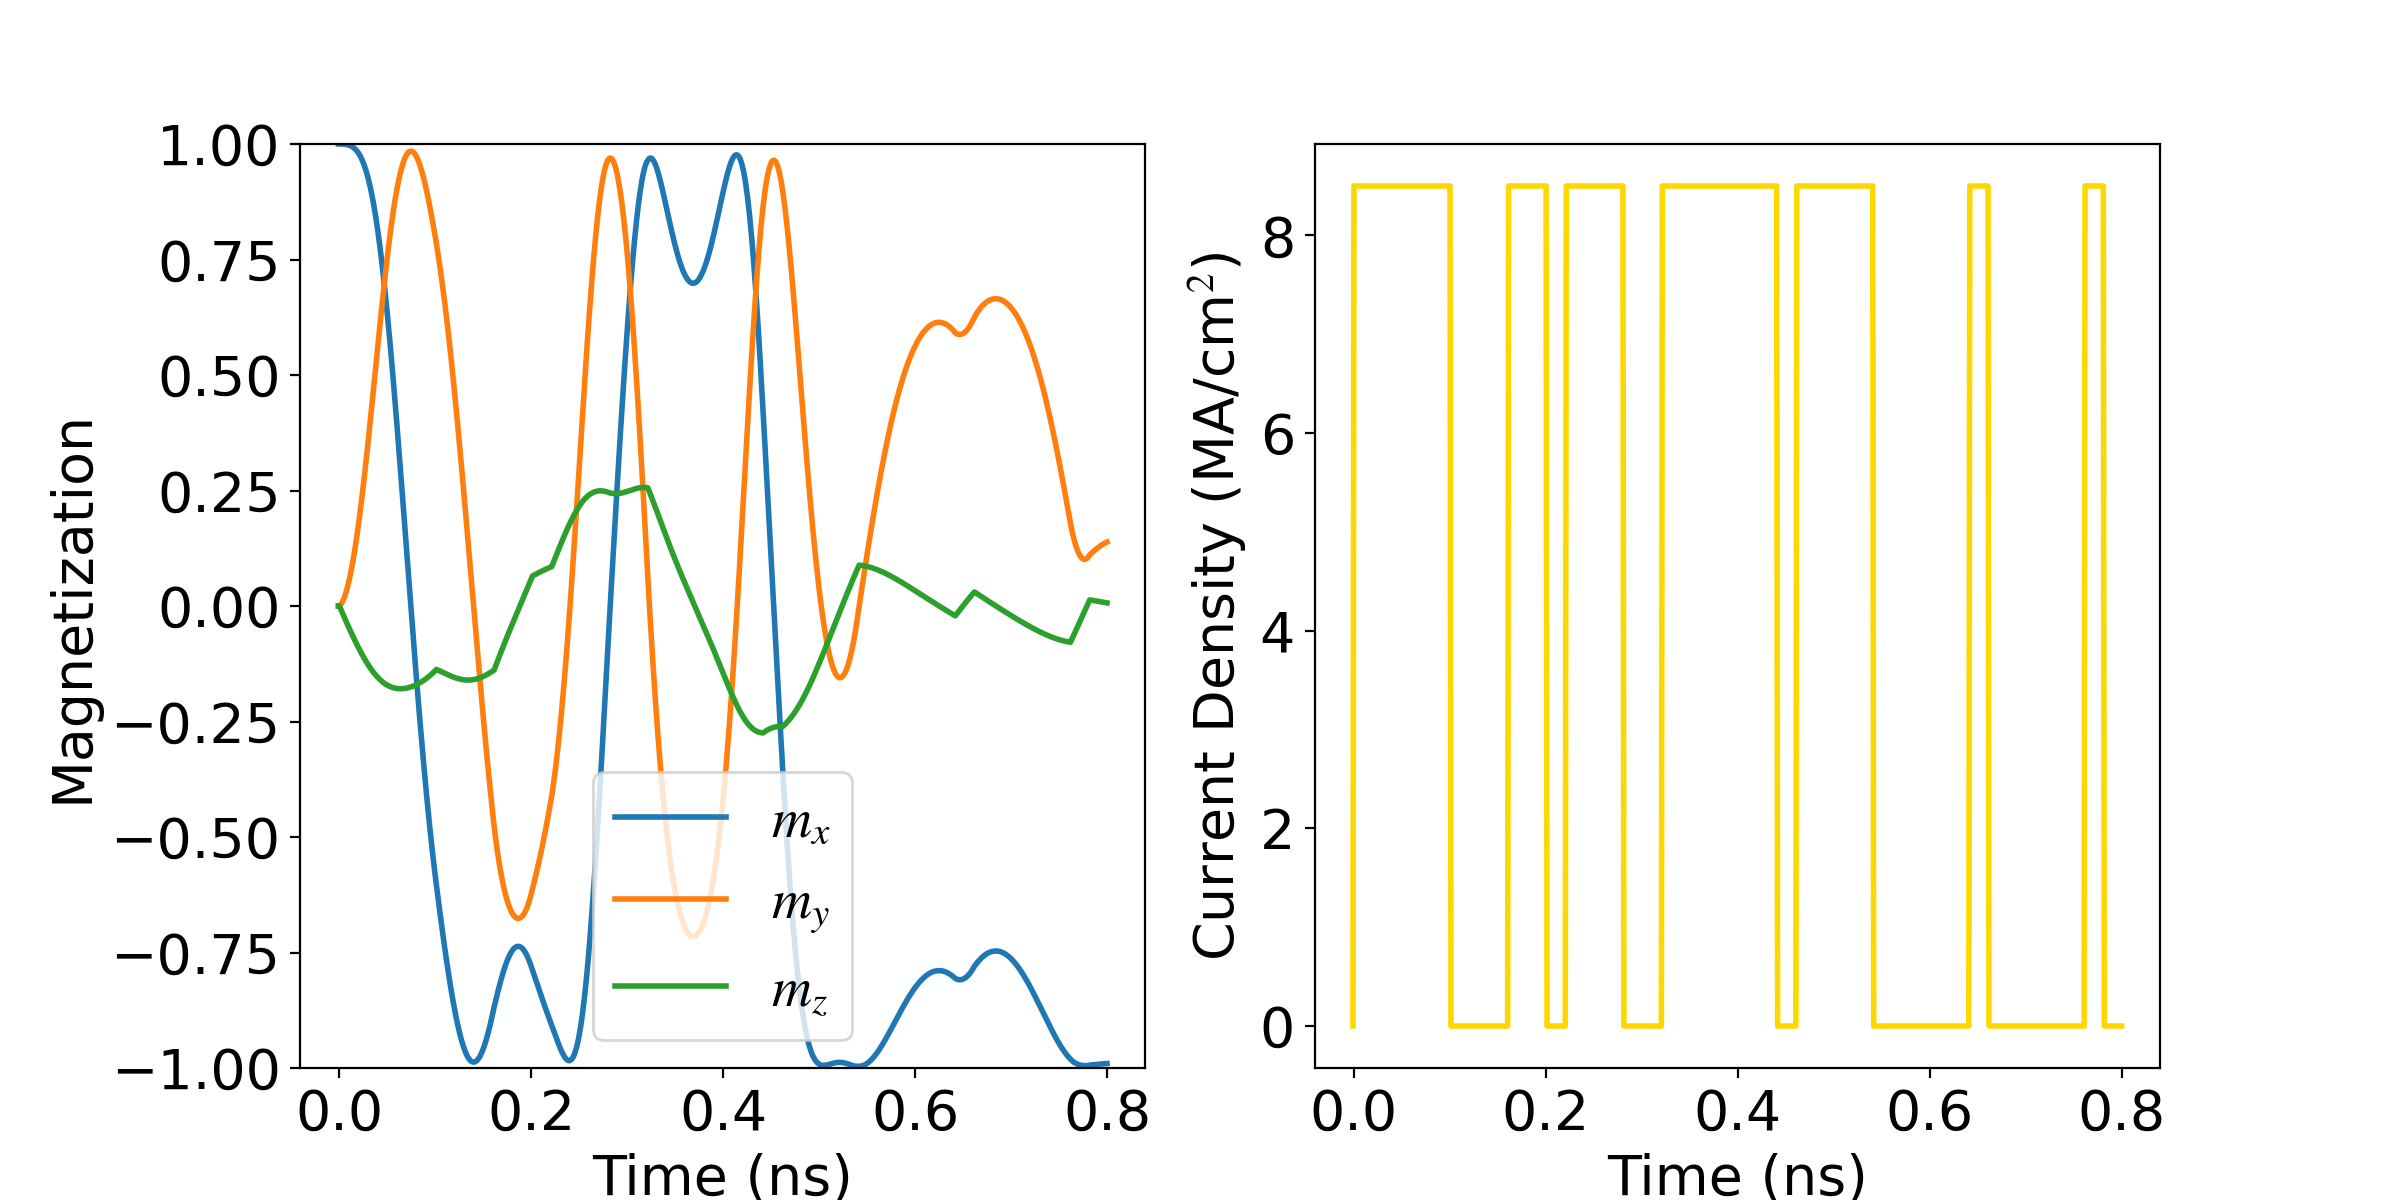 1.00
0.75
0.50
0.25
0.00
−0.25
−0.50
−0.75
−1.00
Magnetization
0.0 0.2 0.4 0.6 0.8
Time (ns)
m_x
m_y
m_z
8
6
4
2
0
Current Density (MA/cm²)
0.0 0.2 0.4 0.6 0.8
Time (ns)